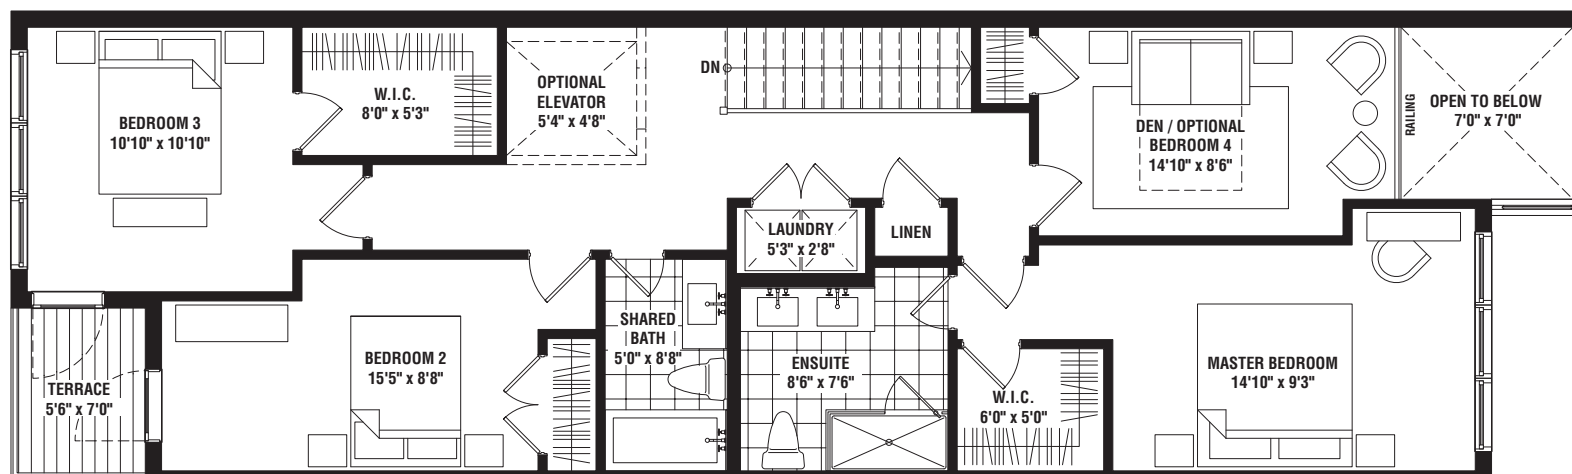 BEDROOM 3
10'10" x 10'10"
W.I.C.
8'0" x 5'3"
OPTIONAL
ELEVATOR
5'4" x 4'8"
DN
DEN / OPTIONAL
BEDROOM 4
14'10" x 8'6"
RAILING
OPEN TO BELOW
7'0" x 7'0"
LAUNDRY
5'3" x 2'8"
LINEN
TERRACE
5'6" x 7'0"
BEDROOM 2
15'5" x 8'8"
SHARED
BATH
5'0" x 8'8"
ENSUITE
8'6" x 7'6"
W.I.C.
6'0" x 5'0"
MASTER BEDROOM
14'10" x 9'3"